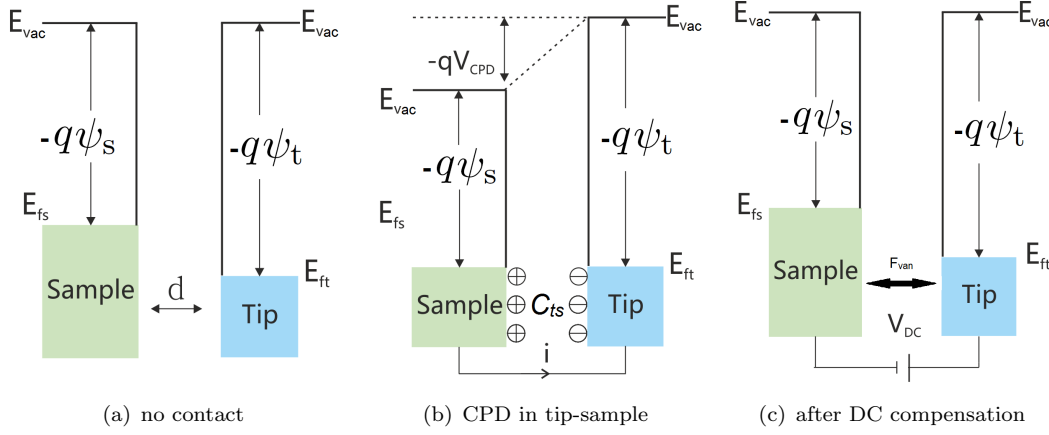 E_vac
E_vac
-qψ_s
-qψ_t
E_fs
E_ft
Sample
d
Tip
(a) no contact
E_vac
-qV_CPD
E_vac
-qψ_t
-qψ_s
E_fs
E_ft
Sample
⊕
⊕
⊕
C_ts
⊖
⊖
⊖
Tip
i
(b) CPD in tip-sample
E_vac
E_vac
-qψ_s
-qψ_t
E_fs
E_ft
Sample
F_van
Tip
V_DC
(c) after DC compensation